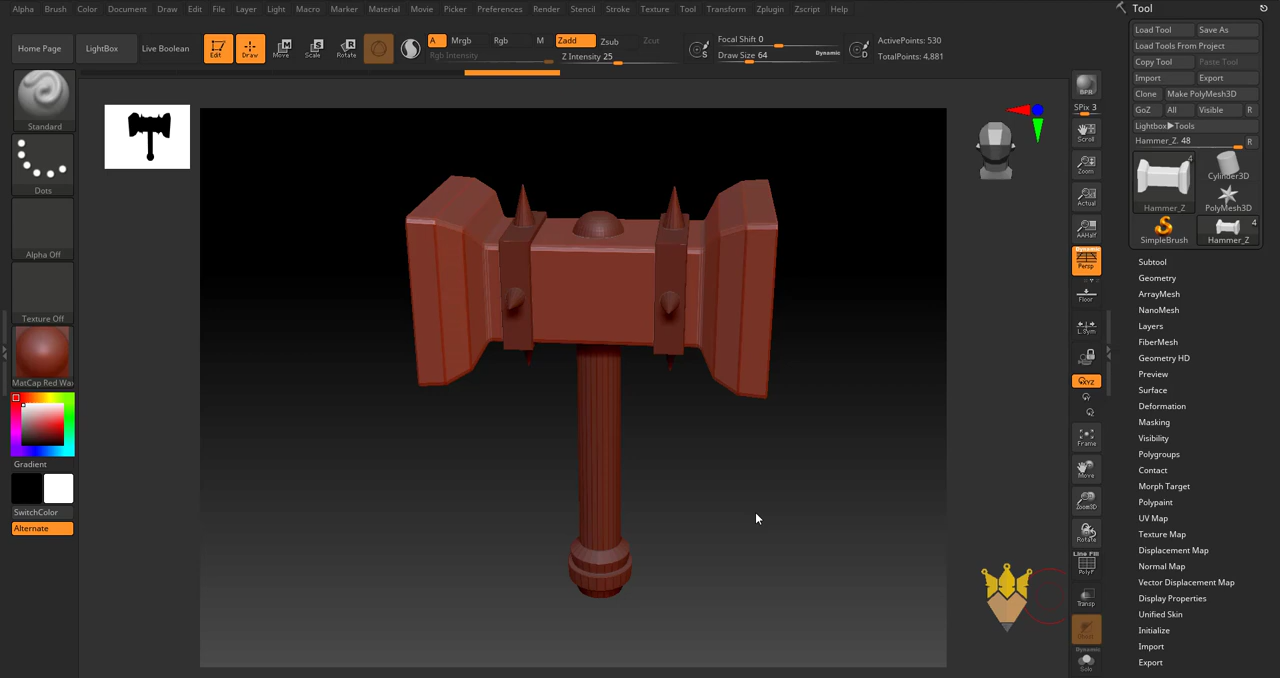 Alpha Brush Color Document Draw Edit File Layer Light Macro Marker Material Movie Picker Preferences Render Stencil Stroke Texture Tool Transform Zplugin Zscript Help
Tool
Home Page LightBox Live Boolean Edit Draw Move Scale Rotate
A Mrgb Rgb M Zadd Zsub Zcut
Rgb Intensity Z Intensity 25
S Focal Shift 0
Draw Size 64 Dynamic
D ActivePoints: 530
TotalPoints: 4,881
Standard
Dots
Alpha Off
Texture Off
MatCap Red Wax
Gradient
SwitchColor
Alternate
BPR
SPix 3
Scroll
Zoom
Actual
AAHalf
Dynamic
Persp
Floor
L.Sym
XYZ
Frame
Move
Zoom3D
Rotate
Line Fill
PolyF
Transp
Ghost
Dynamic
Solo
Load Tool Save As
Load Tools From Project
Copy Tool Paste Tool
Import Export
Clone Make PolyMesh3D
GoZ All Visible R
Lightbox▶Tools
Hammer_Z. 48 R
4
Cylinder3D
Hammer_Z PolyMesh3D
4
SimpleBrush Hammer_Z
Subtool
Geometry
ArrayMesh
NanoMesh
Layers
FiberMesh
Geometry HD
Preview
Surface
Deformation
Masking
Visibility
Polygroups
Contact
Morph Target
Polypaint
UV Map
Texture Map
Displacement Map
Normal Map
Vector Displacement Map
Display Properties
Unified Skin
Initialize
Import
Export